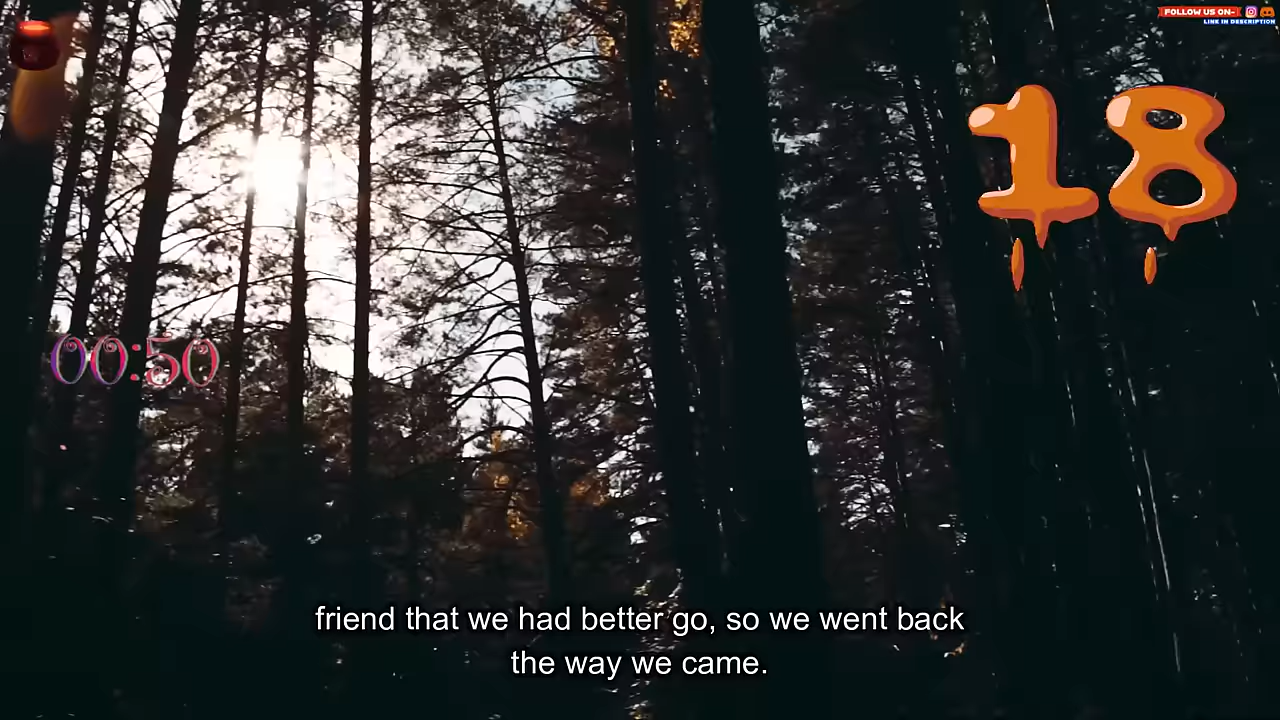 FOLLOW US ON-
LINK IN DESCRIPTION
18
00:50
friend that we had better go, so we went back
the way we came.